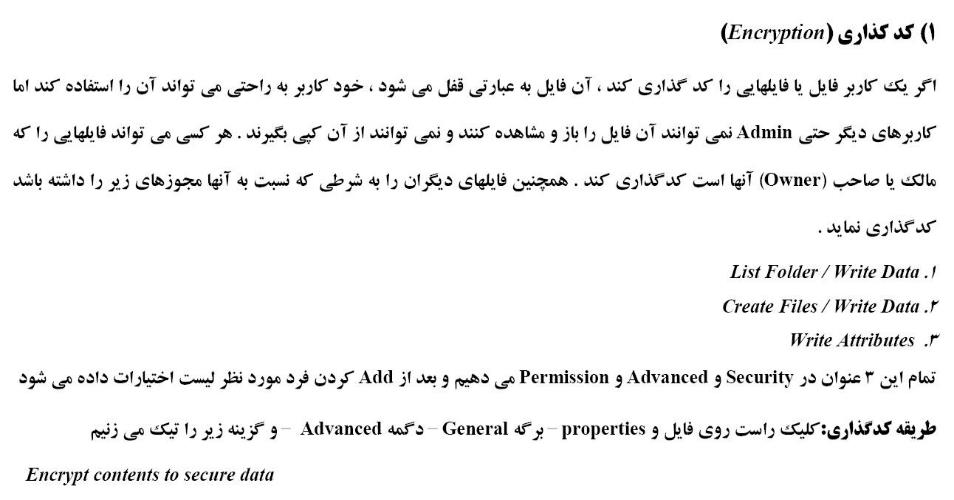 ۱) کد گذاری (Encryption)
اگر یک کاربر فایل یا فایلهایی را کد گذاری کند ، آن فایل به عبارتی قفل می شود ، خود کاربر به راحتی می تواند آن را استفاده کند اما
کاربرهای دیگر حتی Admin نمی توانند آن فایل را باز و مشاهده کنند و نمی توانند از آن کپی بگیرند . هر کسی می تواند فایلهایی را که
مالک یا صاحب (Owner) آنها است کدگذاری کند . همچنین فایلهای دیگران را به شرطی که نسبت به آنها مجوزهای زیر را داشته باشد
کدگذاری نماید .
۱. List Folder / Write Data
۲. Create Files / Write Data
۳. Write Attributes
تمام این ۳ عنوان در Security و Advanced و Permission می دهیم و بعد از Add کردن فرد مورد نظر لیست اختیارات داده می شود
طریقه کدگذاری:کلیک راست روی فایل و properties – برگه General – دگمه Advanced – و گزینه زیر را تیک می زنیم
Encrypt contents to secure data